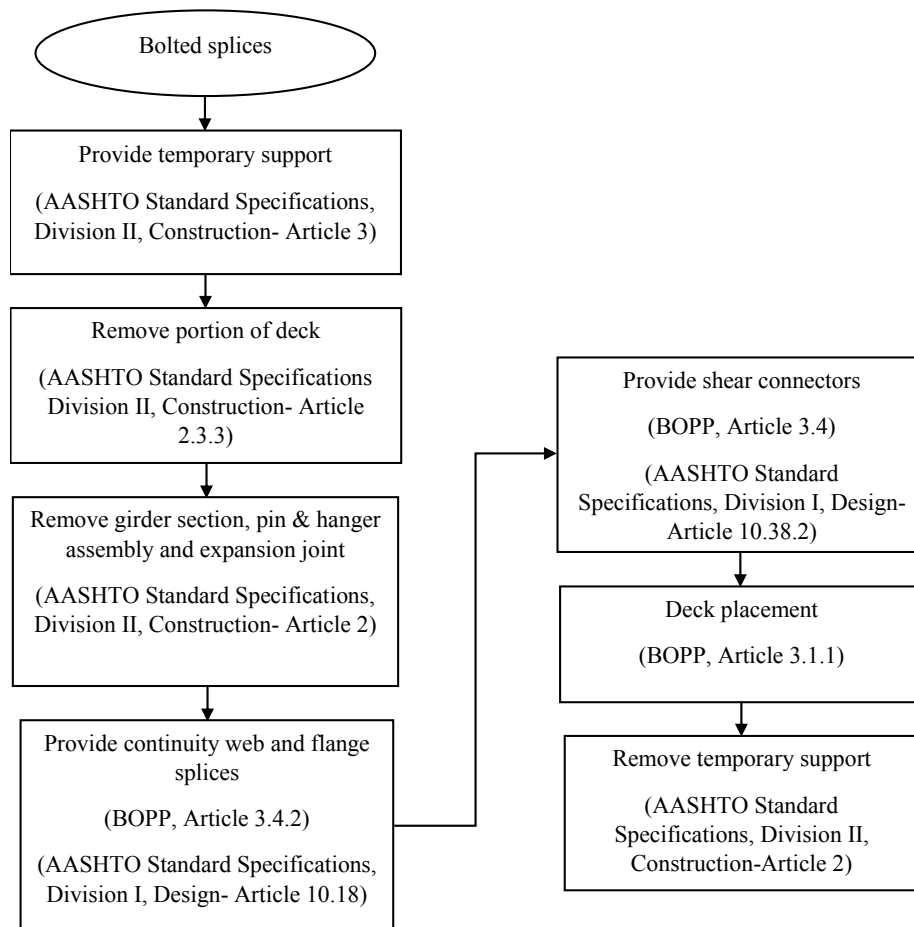 Bolted splices
Provide temporary support
(AASHTO Standard Specifications,
Division II, Construction- Article 3)
Remove portion of deck
(AASHTO Standard Specifications
Division II, Construction- Article
2.3.3)
Remove girder section, pin & hanger
assembly and expansion joint
(AASHTO Standard Specifications,
Division II, Construction- Article 2)
Provide continuity web and flange
splices
(BOPP, Article 3.4.2)
(AASHTO Standard Specifications,
Division I, Design- Article 10.18)
Provide shear connectors
(BOPP, Article 3.4)
(AASHTO Standard
Specifications, Division I, Design-
Article 10.38.2)
Deck placement
(BOPP, Article 3.1.1)
Remove temporary support
(AASHTO Standard
Specifications, Division II,
Construction-Article 2)